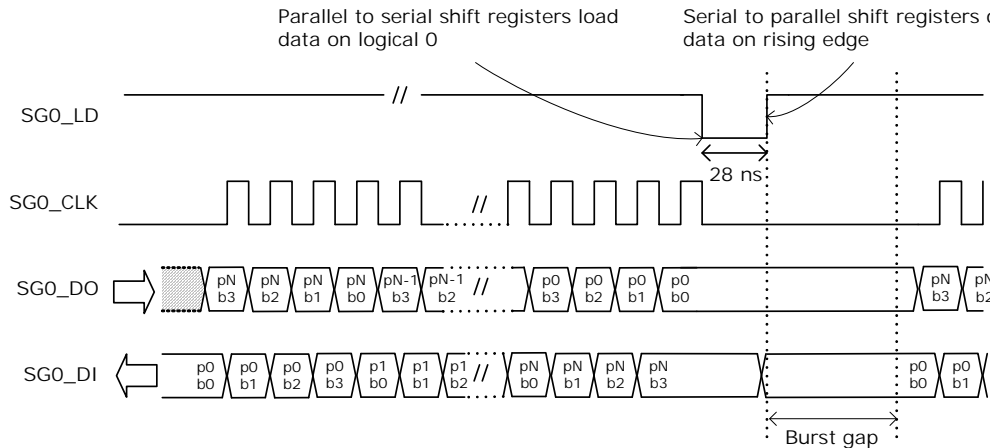 Parallel to serial shift registers load
data on logical 0
Serial to parallel shift registers
data on rising edge
SG0_LD
//
28 ns
SG0_CLK
//
SG0_DO
pN b3
pN b2
pN b1
pN b0
pN-1 b3
pN-1 b2
//
p0 b3
p0 b2
p0 b1
p0 b0
pN b3
pN b2
SG0_DI
p0 b0
p0 b1
p0 b2
p0 b3
p1 b0
p1 b1
p1 b2
//
pN b0
pN b1
pN b2
pN b3
p0 b0
p0 b1
Burst gap